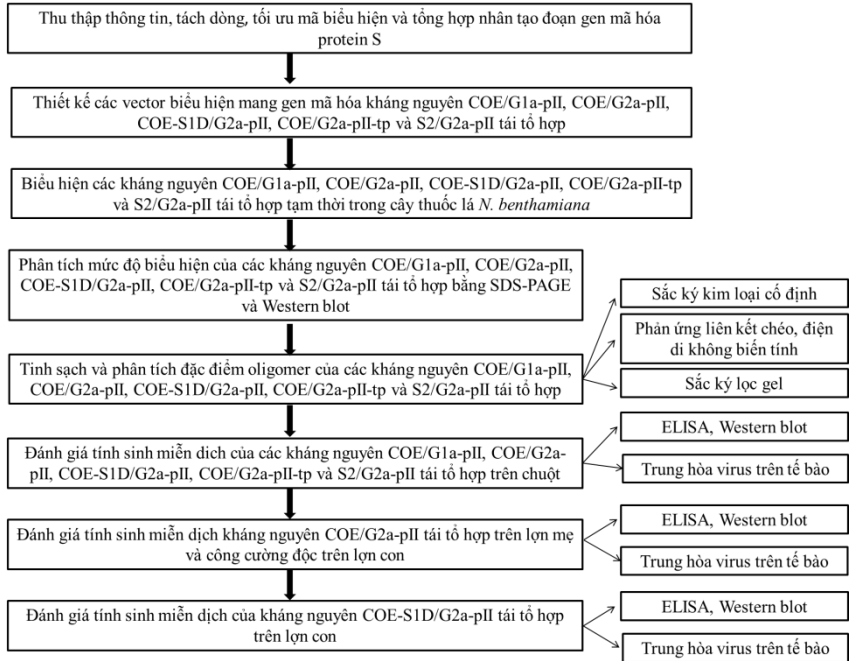 Thu thập thông tin, tách dòng, tối ưu mã biểu hiện và tổng hợp nhân tạo đoạn gen mã hóa
protein S
Thiết kế các vector biểu hiện mang gen mã hóa kháng nguyên COE/G1a-pII, COE/G2a-pII,
COE-S1D/G2a-pII, COE/G2a-pII-tp và S2/G2a-pII tái tổ hợp
Biểu hiện các kháng nguyên COE/G1a-pII, COE/G2a-pII, COE-S1D/G2a-pII, COE/G2a-pII-tp
và S2/G2a-pII tái tổ hợp tạm thời trong cây thuốc lá N. benthamiana
Phân tích mức độ biểu hiện của các kháng nguyên COE/G1a-pII, COE/G2a-pII,
COE-S1D/G2a-pII, COE/G2a-pII-tp và S2/G2a-pII tái tổ hợp bằng SDS-PAGE
và Western blot
Tinh sạch và phân tích đặc điểm oligomer của các kháng nguyên COE/G1a-pII,
COE/G2a-pII, COE-S1D/G2a-pII, COE/G2a-pII-tp và S2/G2a-pII tái tổ hợp
Sắc ký kim loại cố định
Phản ứng liên kết chéo, điện
di không biến tính
Sắc ký lọc gel
Đánh giá tính sinh miễn dich của các kháng nguyên COE/G1a-pII, COE/G2a-
pII, COE-S1D/G2a-pII, COE/G2a-pII-tp và S2/G2a-pII tái tổ hợp trên chuột
ELISA, Western blot
Trung hòa virus trên tế bào
Đánh giá tính sinh miễn dịch kháng nguyên COE/G2a-pII tái tổ hợp trên lợn mẹ
và công cường độc trên lợn con
ELISA, Western blot
Trung hòa virus trên tế bào
Đánh giá tính sinh miễn dịch của kháng nguyên COE-S1D/G2a-pII tái tổ hợp
trên lợn con
ELISA, Western blot
Trung hòa virus trên tế bào